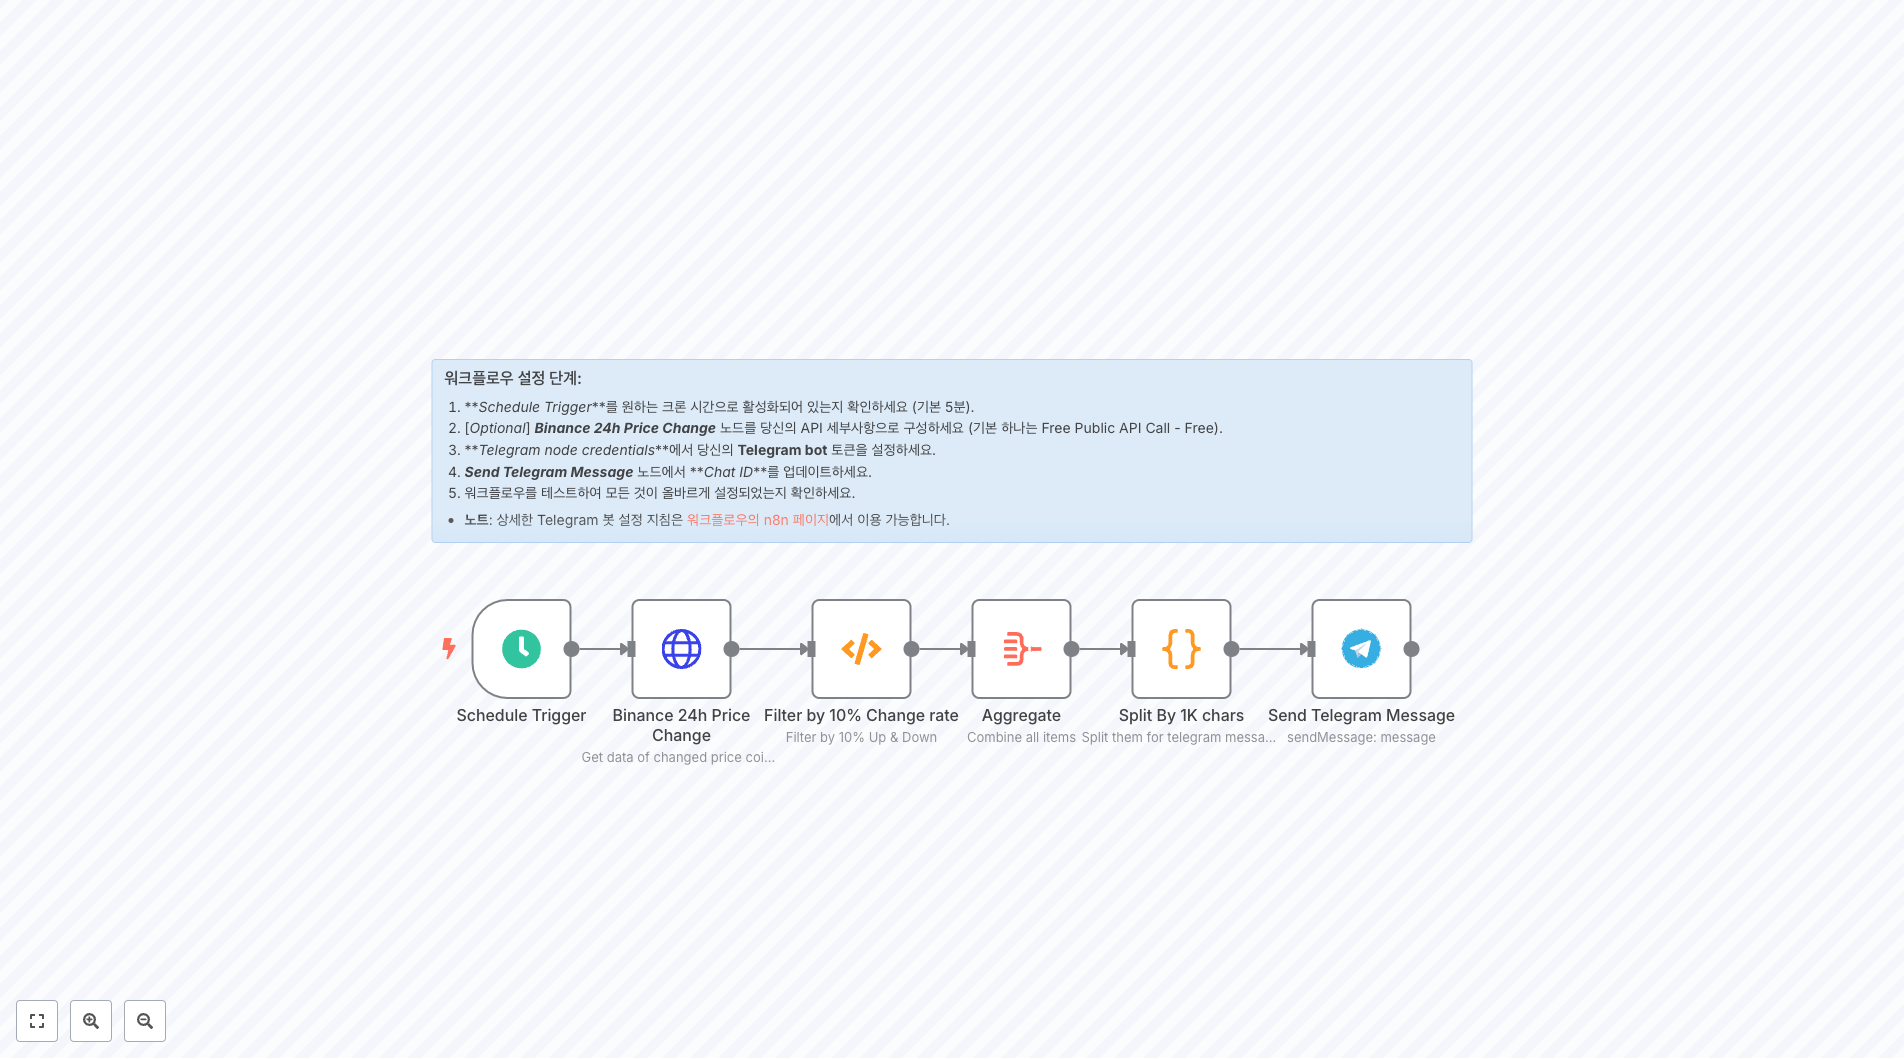 워크플로우 설정 단계:
1. **Schedule Trigger**를 원하는 크론 시간으로 활성화되어 있는지 확인하세요 (기본 5분).
2. [Optional] Binance 24h Price Change 노드를 당신의 API 세부사항으로 구성하세요 (기본 하나는 Free Public API Call - Free).
3. **Telegram node credentials**에서 당신의 Telegram bot 토큰을 설정하세요.
4. Send Telegram Message 노드에서 **Chat ID**를 업데이트하세요.
5. 워크플로우를 테스트하여 모든 것이 올바르게 설정되었는지 확인하세요.
• 노트: 상세한 Telegram 봇 설정 지침은 워크플로우의 n8n 페이지에서 이용 가능합니다.
Schedule Trigger
Binance 24h Price
Change
Get data of changed price coi...
Filter by 10% Change rate
Filter by 10% Up & Down
Aggregate
Combine all items
Split By 1K chars
Split them for telegram messa...
Send Telegram Message
sendMessage: message